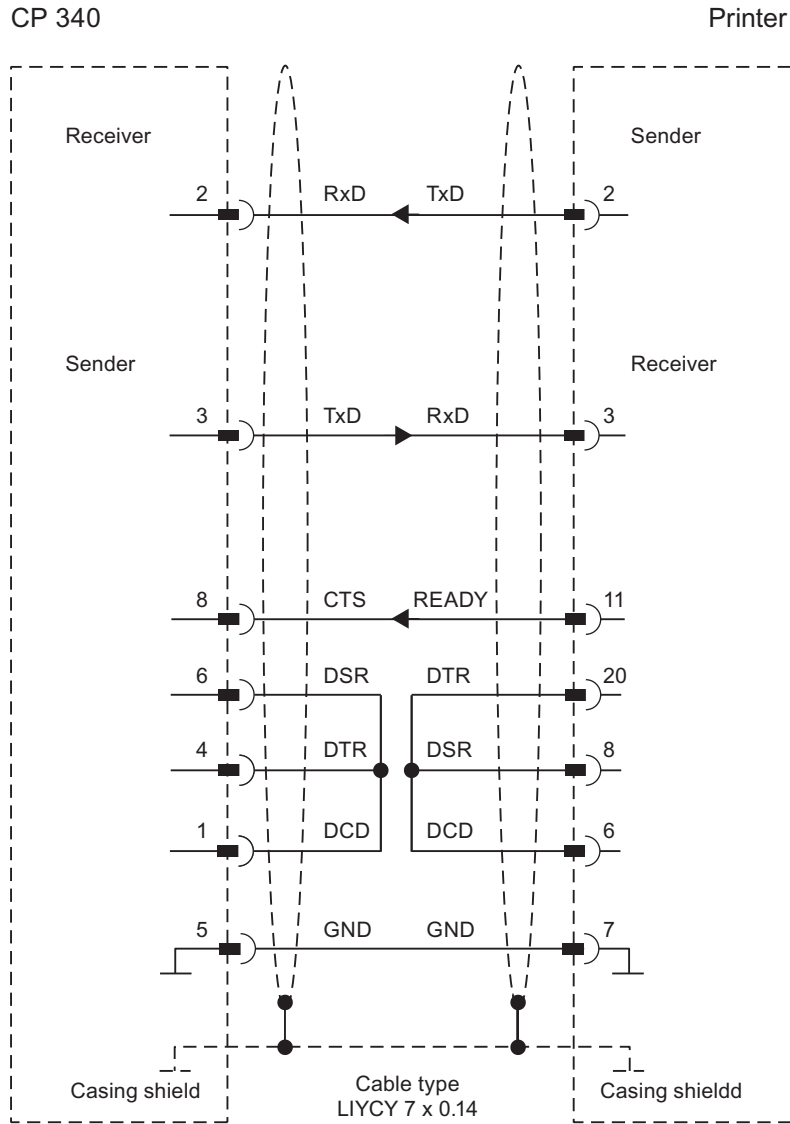 CP 340 Printer
Receiver Sender
2 RxD TxD 2
Sender Receiver
3 TxD RxD 3
8 CTS READY 11
6 DSR DTR 20
4 DTR DSR 8
1 DCD DCD 6
5 GND GND 7
Casing shield Cable type Casing shieldd
LIYCY 7 x 0.14